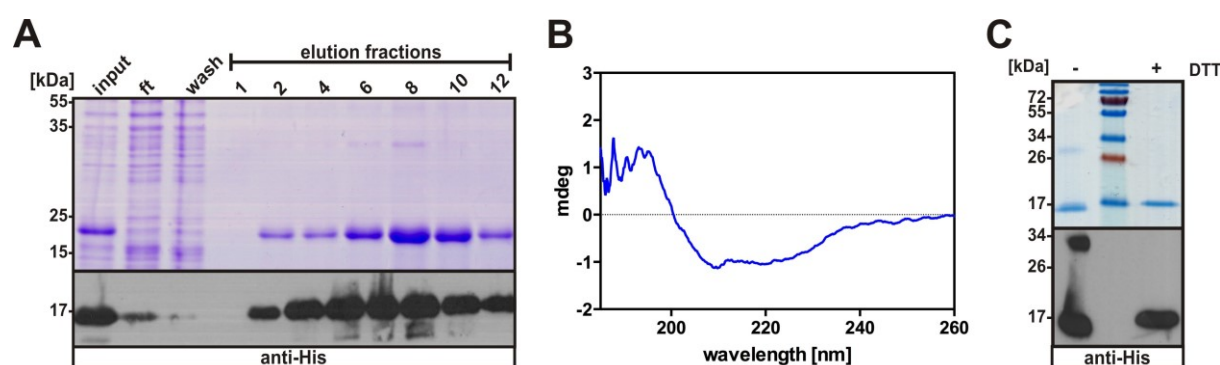 A
elution fractions
[kDa] input ft wash 1 2 4 6 8 10 12
55-
35-
25-
15-
17-
anti-His
B
3
2
1
0
-1
-2
mdeg
200 220 240 260
wavelength [nm]
C
[kDa] - + DTT
72-
55-
34-
26-
17-
34-
26-
17-
anti-His